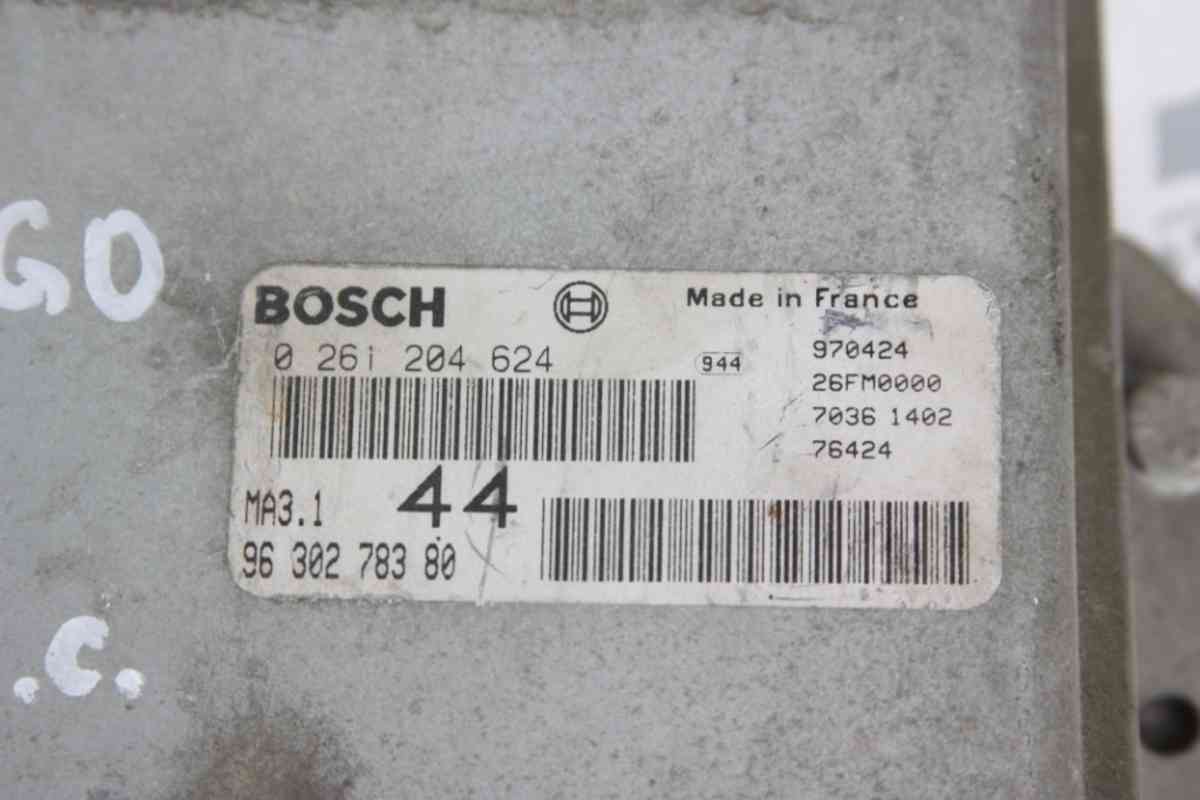 GO
BOSCH
Made in France
0 261 204 624
944
970424
26FM0000
7036 1402
76424
MA3.1
44
96 302 783 80
.C.